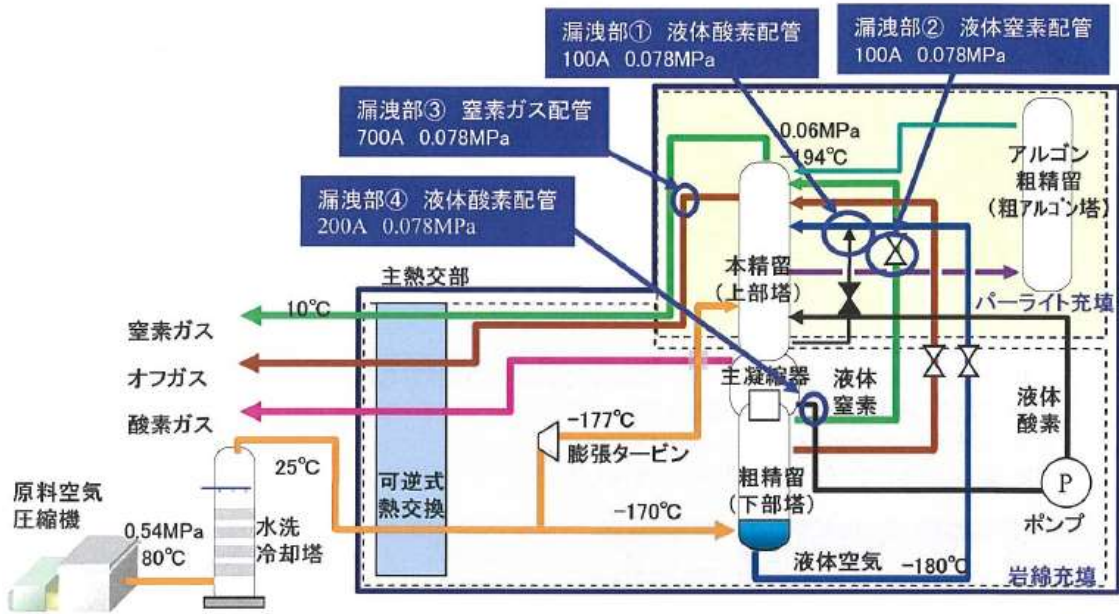 漏洩部① 液体酸素配管
100A 0.078MPa
漏洩部② 液体窒素配管
100A 0.078MPa
漏洩部③ 窒素ガス配管
700A 0.078MPa
漏洩部④ 液体酸素配管
200A 0.078MPa
0.06MPa
-194℃
アルゴン
粗精留
(粗アルゴン塔)
本精留
(上部塔)
パーライト充填
主熱交部
10℃
窒素ガス
オフガス
酸素ガス
主凝縮器
液体
窒素
液体
酸素
-177℃
膨張タービン
25℃
原料空気
圧縮機
0.54MPa
80℃
水洗
冷却塔
可逆式
熱交換
-170℃
粗精留
(下部塔)
P
ポンプ
液体空気 -180℃
岩綿充填